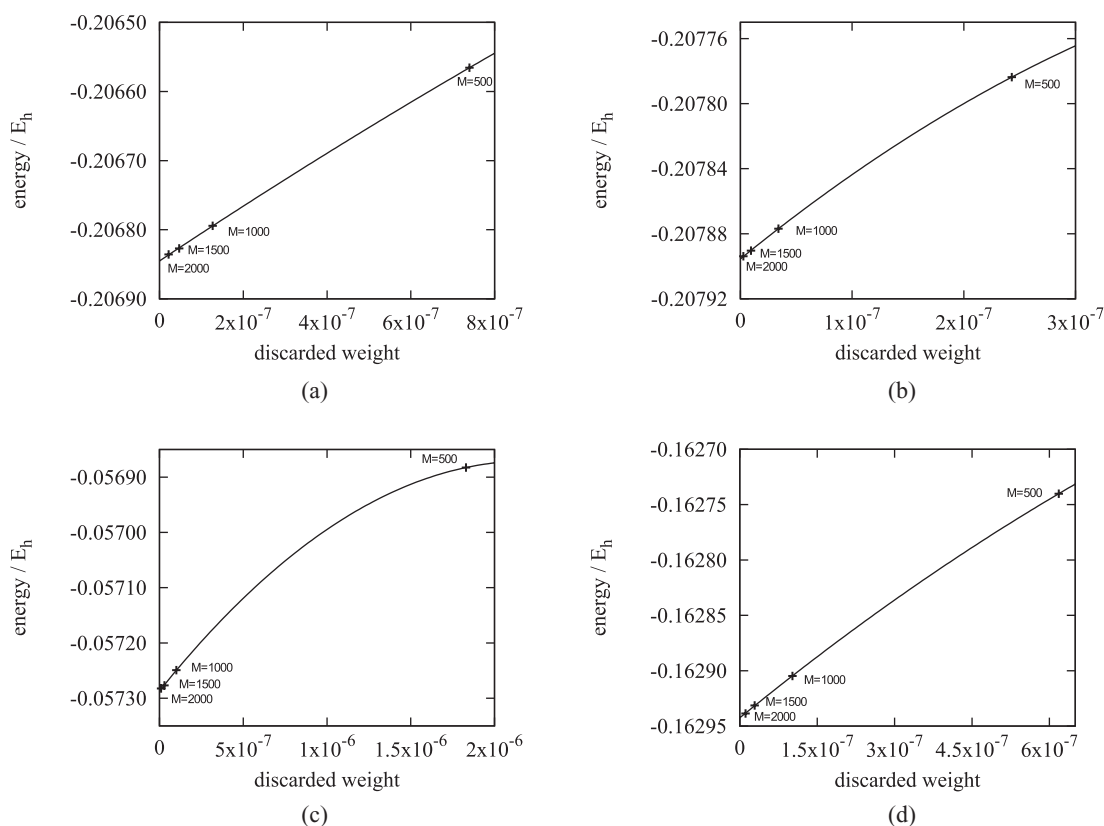 -0.20650
-0.20660
-0.20670
-0.20680
-0.20690
energy / E_h
M=500
M=1000
M=1500
M=2000
0
2x10^-7
4x10^-7
6x10^-7
8x10^-7
discarded weight
(a)
-0.20776
-0.20780
-0.20784
-0.20788
-0.20792
energy / E_h
M=500
M=1000
M=1500
M=2000
0
1x10^-7
2x10^-7
3x10^-7
discarded weight
(b)
-0.05690
-0.05700
-0.05710
-0.05720
-0.05730
energy / E_h
M=500
M=1000
M=1500
M=2000
0
5x10^-7
1x10^-6
1.5x10^-6
2x10^-6
discarded weight
(c)
-0.16270
-0.16275
-0.16280
-0.16285
-0.16290
-0.16295
energy / E_h
M=500
M=1000
M=1500
M=2000
0
1.5x10^-7
3x10^-7
4.5x10^-7
6x10^-7
discarded weight
(d)